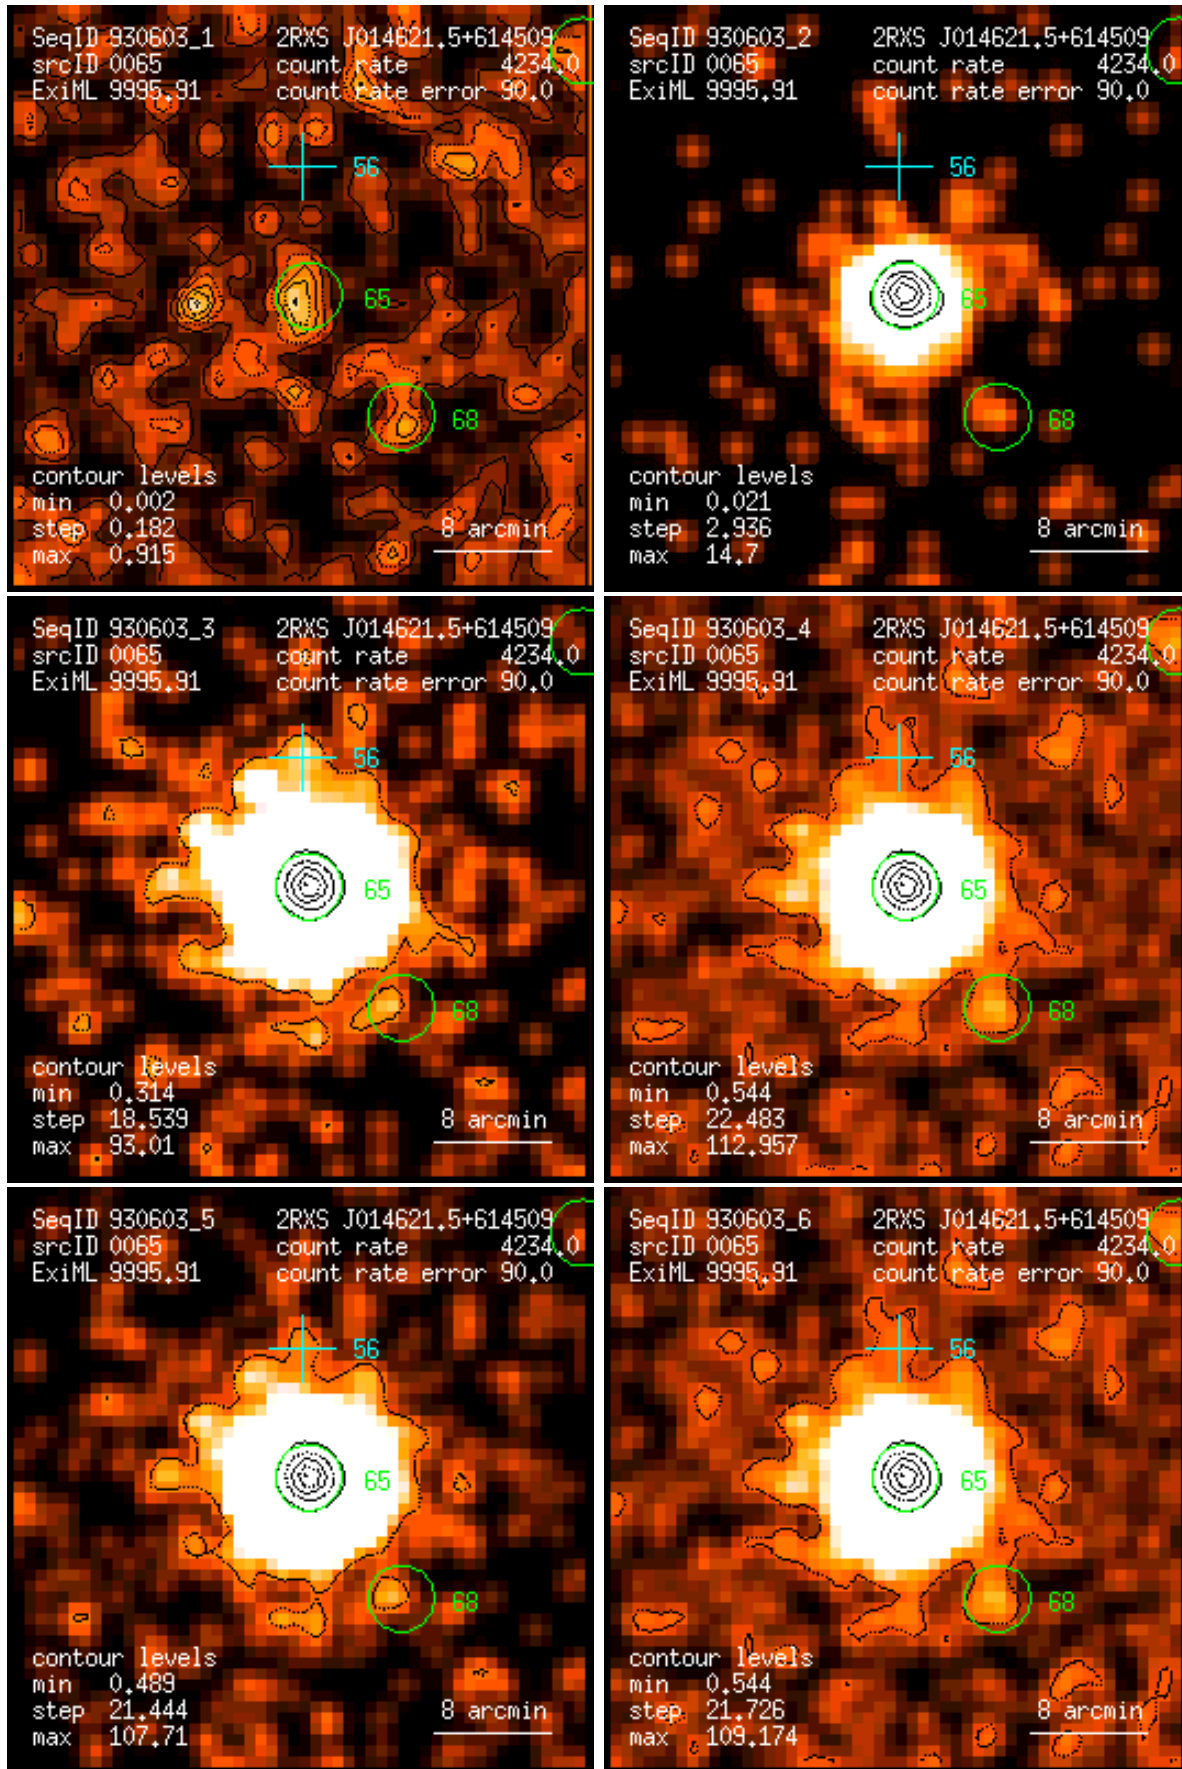 SeqID 930603_1 2RXS J014621.5+614509
srcID 0065 count rate 4234.0
ExiML 9995.91 count rate error 90.0
56
65
68
contour levels
min 0.002
step 0.182 8 arcmin
max 0.915
SeqID 930603_2 2RXS J014621.5+614509
srcID 0065 count rate 4234.0
ExiML 9995.91 count rate error 90.0
56
65
68
contour levels
min 0.021
step 2.936 8 arcmin
max 14.7
SeqID 930603_3 2RXS J014621.5+614509
srcID 0065 count rate 4234.0
ExiML 9995.91 count rate error 90.0
56
65
68
contour levels
min 0.314
step 18.539 8 arcmin
max 93.01
SeqID 930603_4 2RXS J014621.5+614509
srcID 0065 count rate 4234.0
ExiML 9995.91 count rate error 90.0
56
65
68
contour levels
min 0.544
step 22.483 8 arcmin
max 112.957
SeqID 930603_5 2RXS J014621.5+614509
srcID 0065 count rate 4234.0
ExiML 9995.91 count rate error 90.0
56
65
68
contour levels
min 0.489
step 21.444 8 arcmin
max 107.71
SeqID 930603_6 2RXS J014621.5+614509
srcID 0065 count rate 4234.0
ExiML 9995.91 count rate error 90.0
56
65
68
contour levels
min 0.544
step 21.726 8 arcmin
max 109.174